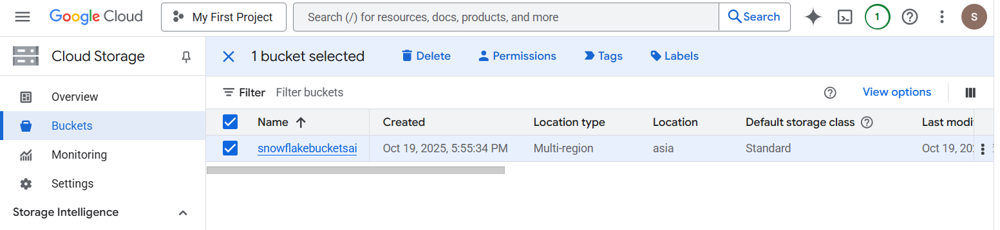 Google Cloud My First Project Search (/) for resources, docs, products, and more Search 1 S
Cloud Storage
1 bucket selected Delete Permissions Tags Labels
Overview
Buckets
Monitoring
Settings
Storage Intelligence
Filter Filter buckets View options
Name Created Location type Location Default storage class Last modi
snowflakebucketsai Oct 19, 2025, 5:55:34 PM Multi-region asia Standard Oct 19, 20